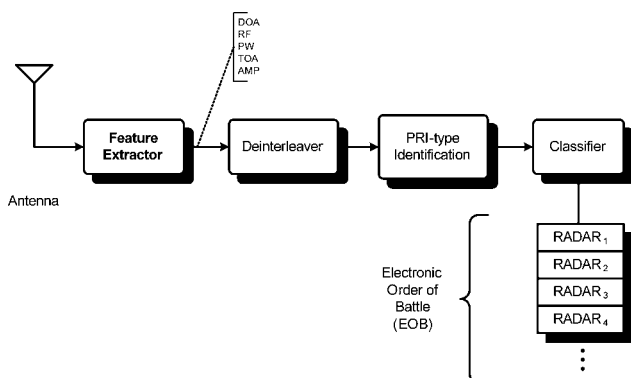 DOA
RF
PW
TOA
AMP
Feature
Extractor
Deinterleaver
PRI-type
Identification
Classifier
Antenna
Electronic
Order of
Battle
(EOB)
RADAR1
RADAR2
RADAR3
RADAR4